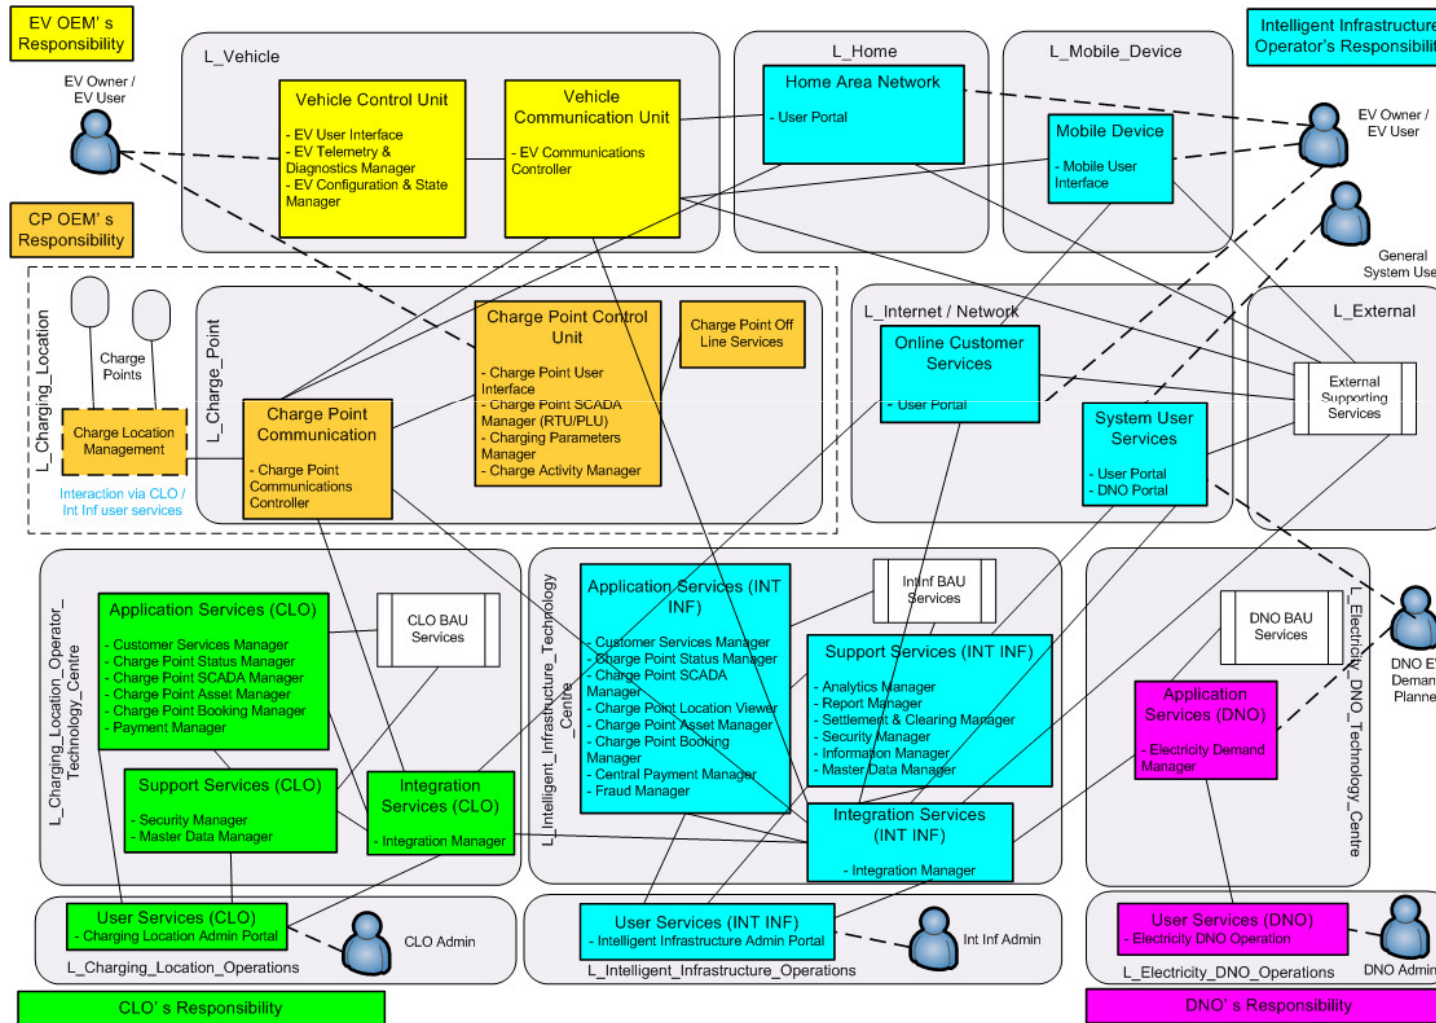 EV OEM' s
Responsibility
EV Owner /
EV User
CP OEM' s
Responsibility
L_Vehicle
Vehicle Control Unit
- EV User Interface
- EV Telemetry &
Diagnostics Manager
- EV Configuration & State
Manager
Vehicle
Communication Unit
- EV Communications
Controller
L_Home
Home Area Network
- User Portal
L_Mobile_Device
Mobile Device
- Mobile User
Interface
Intelligent Infrastructure
Operator's Responsibilit
EV Owner /
EV User
General
System Use
L_Charging_Location
Charge
Points
Charge Location
Management
Interaction via CLO /
Int Inf user services
L_Charge_Point
Charge Point
Communication
- Charge Point
Communications
Controller
Charge Point Control
Unit
- Charge Point User
Interface
- Charge Point SCADA
Manager (RTU/PLU)
- Charging Parameters
Manager
- Charge Activity Manager
Charge Point Off
Line Services
L_Internet / Network
Online Customer
Services
- User Portal
System User
Services
- User Portal
- DNO Portal
L_External
External
Supporting
Services
L_Charging_Location_Operator_
Technology_Centre
Application Services (CLO)
- Customer Services Manager
- Charge Point Status Manager
- Charge Point SCADA Manager
- Charge Point Asset Manager
- Charge Point Booking Manager
- Payment Manager
CLO BAU
Services
Support Services (CLO)
- Security Manager
- Master Data Manager
Integration
Services (CLO)
- Integration Manager
L_Intelligent_Infrastructure_Technology
_Centre
Application Services (INT
INF)
- Customer Services Manager
- Charge Point Status Manager
- Charge Point SCADA
Manager
- Charge Point Location Viewer
- Charge Point Asset Manager
- Charge Point Booking
Manager
- Central Payment Manager
- Fraud Manager
IntInf BAU
Services
Support Services (INT INF)
- Analytics Manager
- Report Manager
- Settlement & Clearing Manager
- Security Manager
- Information Manager
- Master Data Manager
Integration Services
(INT INF)
- Integration Manager
L_Electricity_DNO_Technology_Centre
DNO BAU
Services
Application
Services (DNO)
- Electricity Demand
Manager
DNO EV
Demand
Planner
User Services (CLO)
- Charging Location Admin Portal
CLO Admin
L_Charging_Location_Operations
User Services (INT INF)
- Intelligent Infrastructure Admin Portal
Int Inf Admin
L_Intelligent_Infrastructure_Operations
User Services (DNO)
- Electricity DNO Operation
DNO Admin
L_Electricity_DNO_Operations
CLO' s Responsibility
DNO' s Responsibility